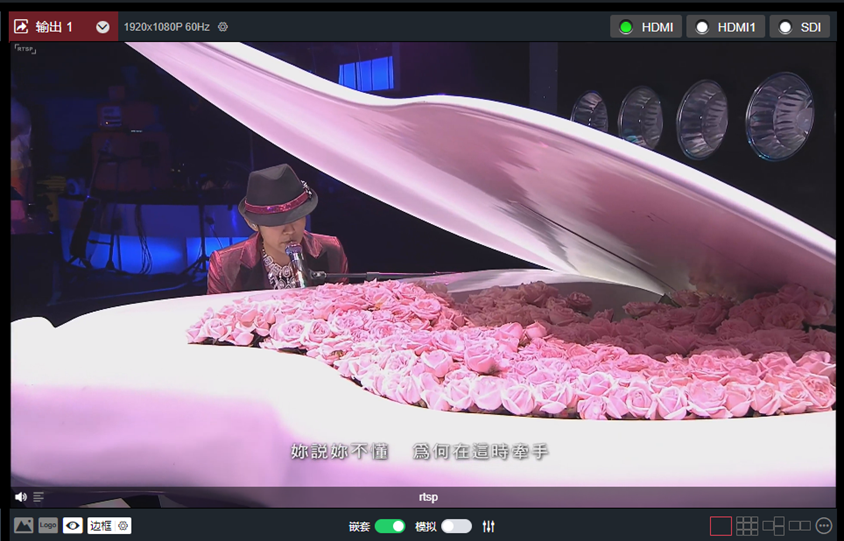 输出 1
1920x1080P 60Hz
HDMI
HDMI1
SDI
RTSP
妳説妳不懂 為何在這時牽手
rtsp
Logo
边框
嵌套
模拟